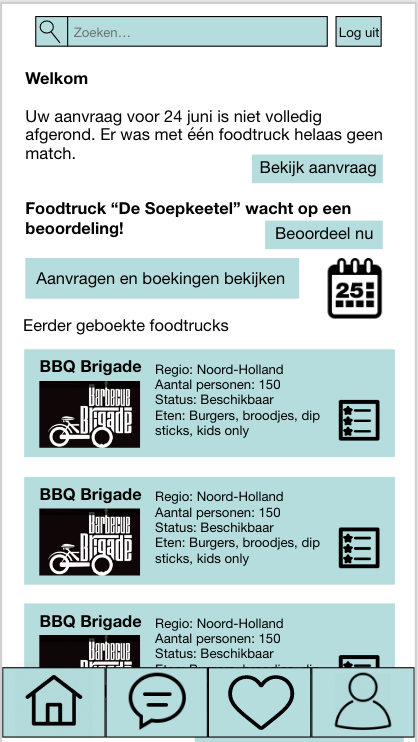 Zoeken...
Log uit
Welkom
Uw aanvraag voor 24 juni is niet volledig
afgerond. Er was met één foodtruck helaas geen
match.
Bekijk aanvraag
Foodtruck “De Soepkeetel” wacht op een
beoordeling!
Beoordeel nu
Aanvragen en boekingen bekijken
25
Eerder geboekte foodtrucks
BBQ Brigade
Barbecue
Brigade
Regio: Noord-Holland
Aantal personen: 150
Status: Beschikbaar
Eten: Burgers, broodjes, dip
sticks, kids only
BBQ Brigade
Barbecue
Brigade
Regio: Noord-Holland
Aantal personen: 150
Status: Beschikbaar
Eten: Burgers, broodjes, dip
sticks, kids only
BBQ Brigade
Barbecue
Regio: Noord-Holland
Aantal personen: 150
Status: Beschikbaar